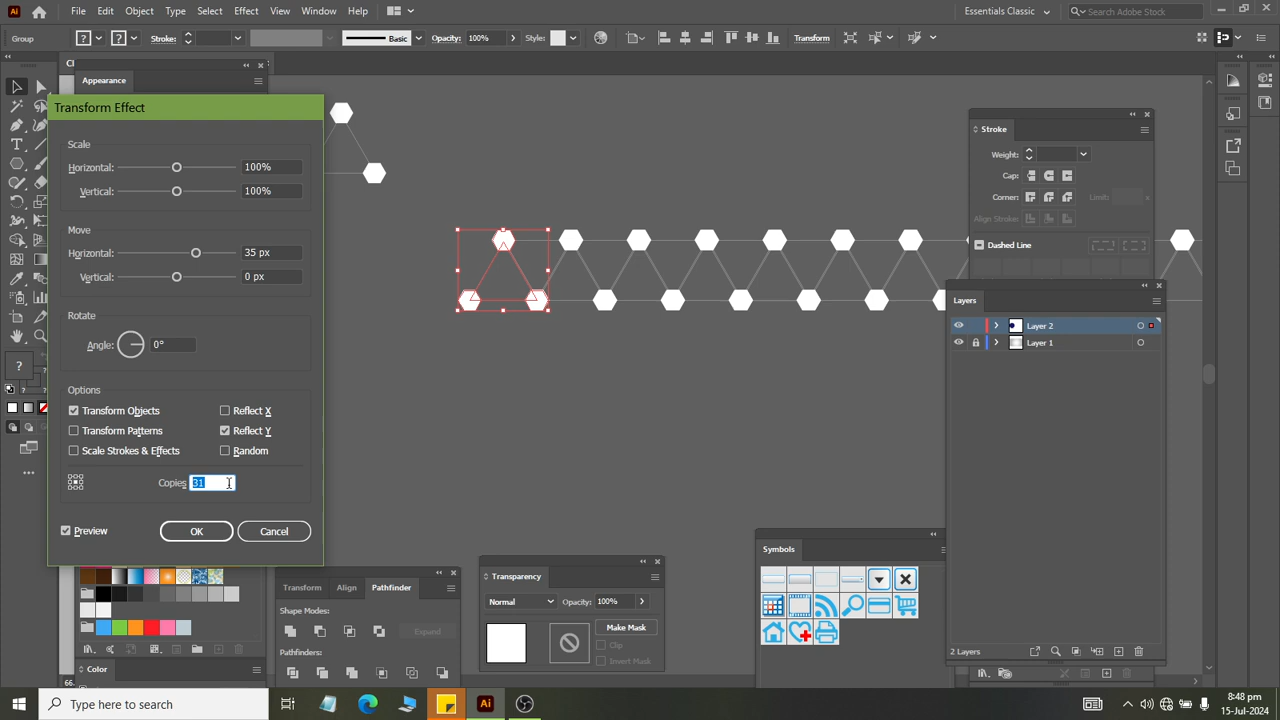 Ai File Edit Object Type Select Effect View Window Help Essentials Classic Search Adobe Stock
Group ? ? Stroke: Basic Opacity: 100% Style: Transform
Appearance
Transform Effect
Scale
Horizontal: 100%
Vertical: 100%
Move
Horizontal: 35 px
Vertical: 0 px
Rotate
Angle: 0°
Options
Transform Objects Reflect X
Transform Patterns Reflect Y
Scale Strokes & Effects Random
Copies 31
Preview OK Cancel
Stroke
Weight:
Cap:
Corner: Limit:
Align Stroke:
Dashed Line
Layers
Layer 2
Layer 1
2 Layers
Symbols
Transparency
Normal Opacity: 100%
Make Mask
Clip
Invert Mask
Transform Align Pathfinder
Shape Modes:
Expand
Pathfinders:
Color
66.
Type here to search
8:48 pm
15-Jul-2024